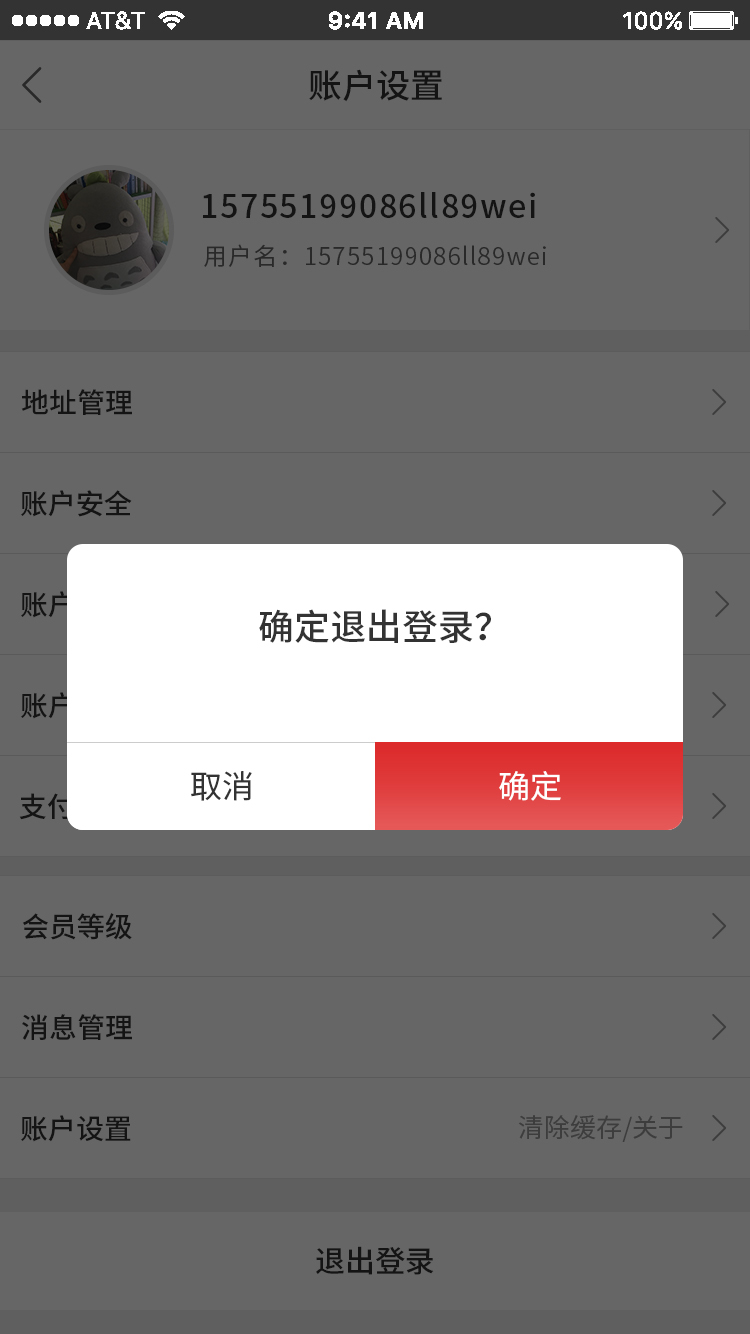 AT&T 9:41 AM 100%
账户设置
15755199086ll89wei
用户名：15755199086ll89wei
地址管理
账户安全
账户
账户
支付
确定退出登录？
取消 确定
会员等级
消息管理
账户设置 清除缓存/关于
退出登录